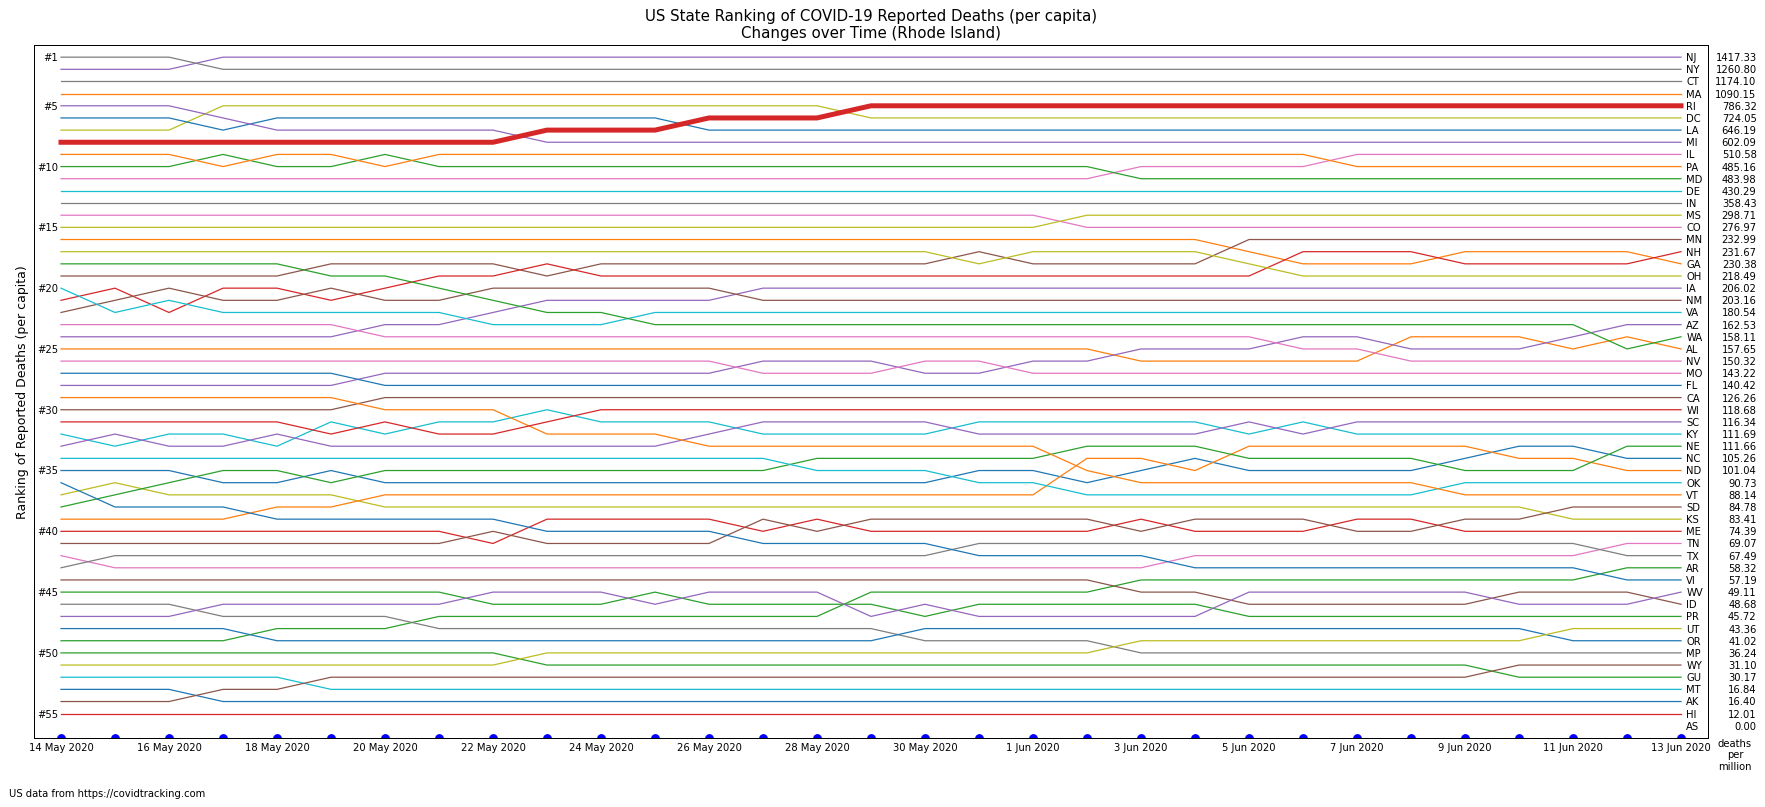 US State Ranking of COVID-19 Reported Deaths (per capita)
Changes over Time (Rhode Island)
Ranking of Reported Deaths (per capita)
#1
#5
#10
#15
#20
#25
#30
#35
#40
#45
#50
#55
NJ 1417.33
NY 1260.80
CT 1174.10
MA 1090.15
RI 786.32
DC 724.05
LA 646.19
MI 602.09
IL 510.58
PA 485.16
MD 483.98
DE 430.29
IN 358.43
MS 298.71
CO 276.97
MN 232.99
NH 231.67
GA 230.38
OH 218.49
IA 206.02
NM 203.16
VA 180.54
AZ 162.53
WA 158.11
AL 157.65
NV 150.32
MO 143.22
FL 140.42
CA 126.26
WI 118.68
SC 116.34
KY 111.69
NE 111.66
NC 105.26
ND 101.04
OK 90.73
VT 88.14
SD 84.78
KS 83.41
ME 74.39
TN 69.07
TX 67.49
AR 58.32
VI 57.19
WV 49.11
ID 48.68
PR 45.72
UT 43.36
OR 41.02
MP 36.24
WY 31.10
GU 30.17
MT 16.84
AK 16.40
HI 12.01
AS 0.00
14 May 2020 16 May 2020 18 May 2020 20 May 2020 22 May 2020 24 May 2020 26 May 2020 28 May 2020 30 May 2020 1 Jun 2020 3 Jun 2020 5 Jun 2020 7 Jun 2020 9 Jun 2020 11 Jun 2020 13 Jun 2020
deaths
per
million
US data from https://covidtracking.com